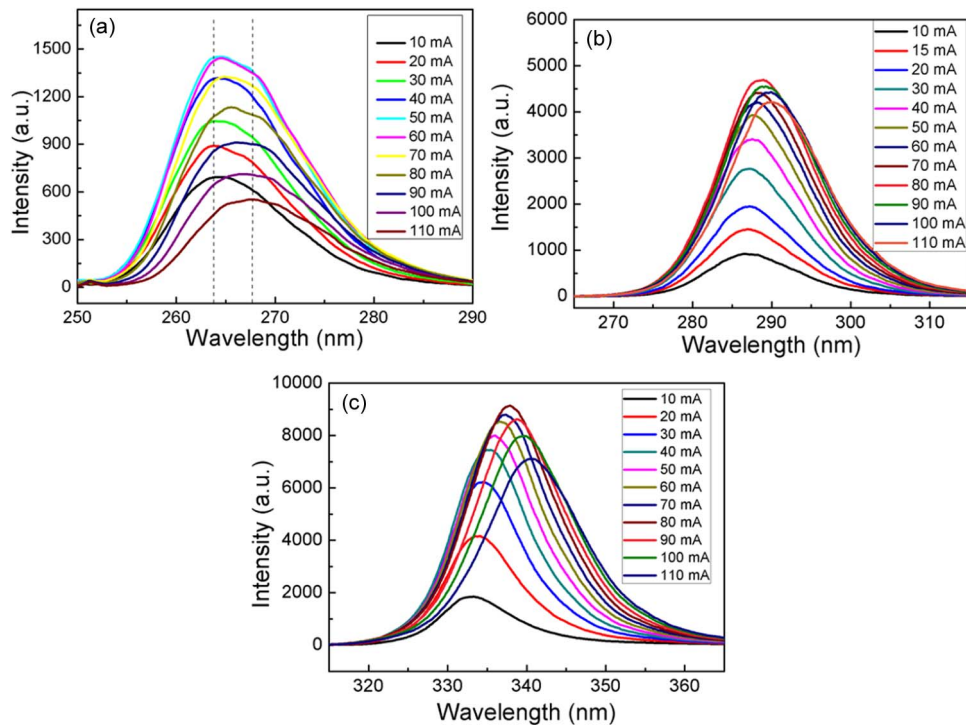 (a)
1500
1200
900
600
300
0
Intensity (a.u.)
250 260 270 280 290
Wavelength (nm)
10 mA
20 mA
30 mA
40 mA
50 mA
60 mA
70 mA
80 mA
90 mA
100 mA
110 mA
(b)
6000
5000
4000
3000
2000
1000
0
Intensity (a.u.)
270 280 290 300 310
Wavelength (nm)
10 mA
15 mA
20 mA
30 mA
40 mA
50 mA
60 mA
70 mA
80 mA
90 mA
100 mA
110 mA
(c)
10000
8000
6000
4000
2000
0
Intensity (a.u.)
320 330 340 350 360
Wavelength (nm)
10 mA
20 mA
30 mA
40 mA
50 mA
60 mA
70 mA
80 mA
90 mA
100 mA
110 mA